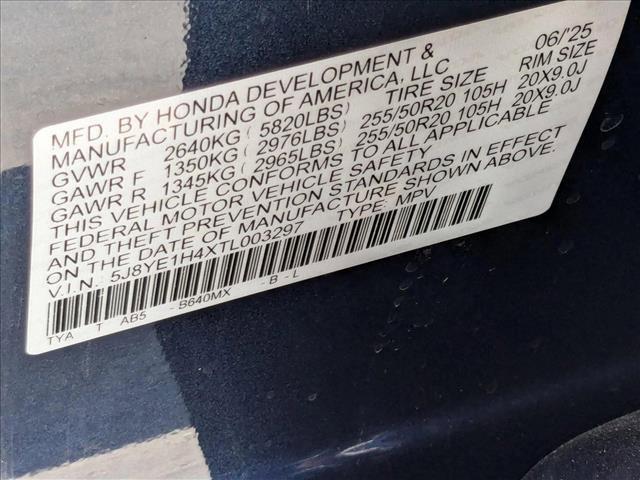 MFD. BY HONDA DEVELOPMENT & 06/'25
MANUFACTURING OF AMERICA, LLC
GVWR 2640KG ( 5820LBS) TIRE SIZE RIM SIZE
GAWR F 1350KG ( 2976LBS) 255/50R20 105H 20X9.0J
GAWR R 1345KG ( 2965LBS) 255/50R20 105H 20X9.0J
THIS VEHICLE CONFORMS TO ALL APPLICABLE
FEDERAL MOTOR VEHICLE SAFETY
AND THEFT PREVENTION STANDARDS IN EFFECT
ON THE DATE OF MANUFACTURE SHOWN ABOVE.
V.I.N.: 5J8YE1H4XTL003297 TYPE: MPV
TYA T AB5 - B640MX - B - L